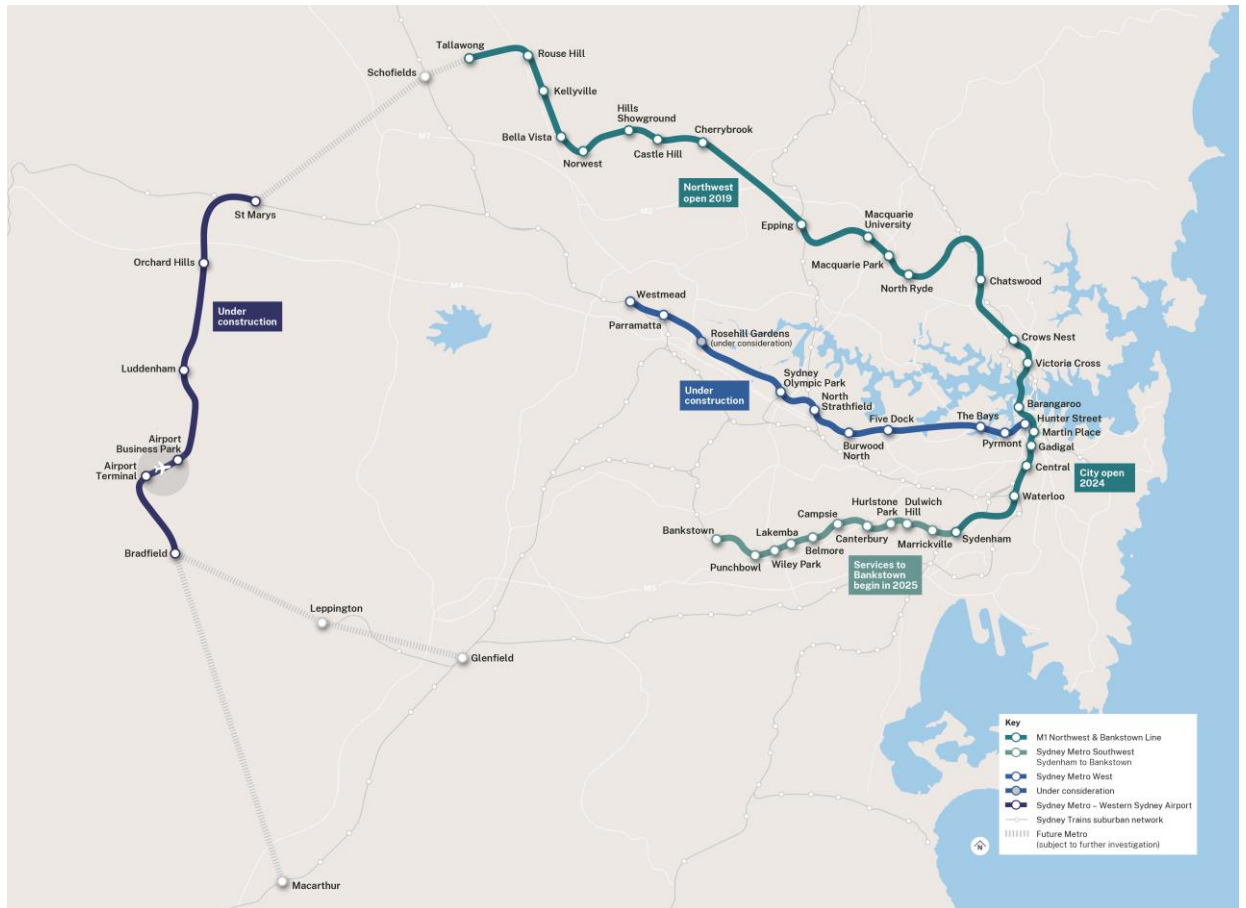 Tallawong
Rouse Hill
Schofields
Kellyville
Hills
Showground
Cherrybrook
M7
Bella Vista
Castle Hill
Norwest
Northwest
open 2019
St Marys
M2
Macquarie
University
Epping
Orchard Hills
Macquarie Park
North Ryde
Chatswood
M4
Westmead
Under
construction
Parramatta
Rosehill Gardens
(under consideration)
Crows Nest
Luddenham
Victoria Cross
Sydney
Olympic Park
Under
construction
North
Strathfield
Barangaroo
Five Dock
The Bays
Hunter Street
Martin Place
Airport
Business Park
Burwood
North
Pyrmont
Gadigal
Airport
Terminal
Central
City open
2024
Waterloo
Hurlstone
Park
Dulwich
Hill
Campsie
Bankstown
Lakemba
Canterbury
Sydenham
Marrickville
Belmore
Bradfield
Punchbowl
Wiley Park
Services to
Bankstown
begin in 2025
M5
Leppington
Glenfield
Macarthur
Key
M1 Northwest & Bankstown Line
Sydney Metro Southwest
Sydenham to Bankstown
Sydney Metro West
Under consideration
Sydney Metro – Western Sydney Airport
Sydney Trains suburban network
Future Metro
(subject to further investigation)
N